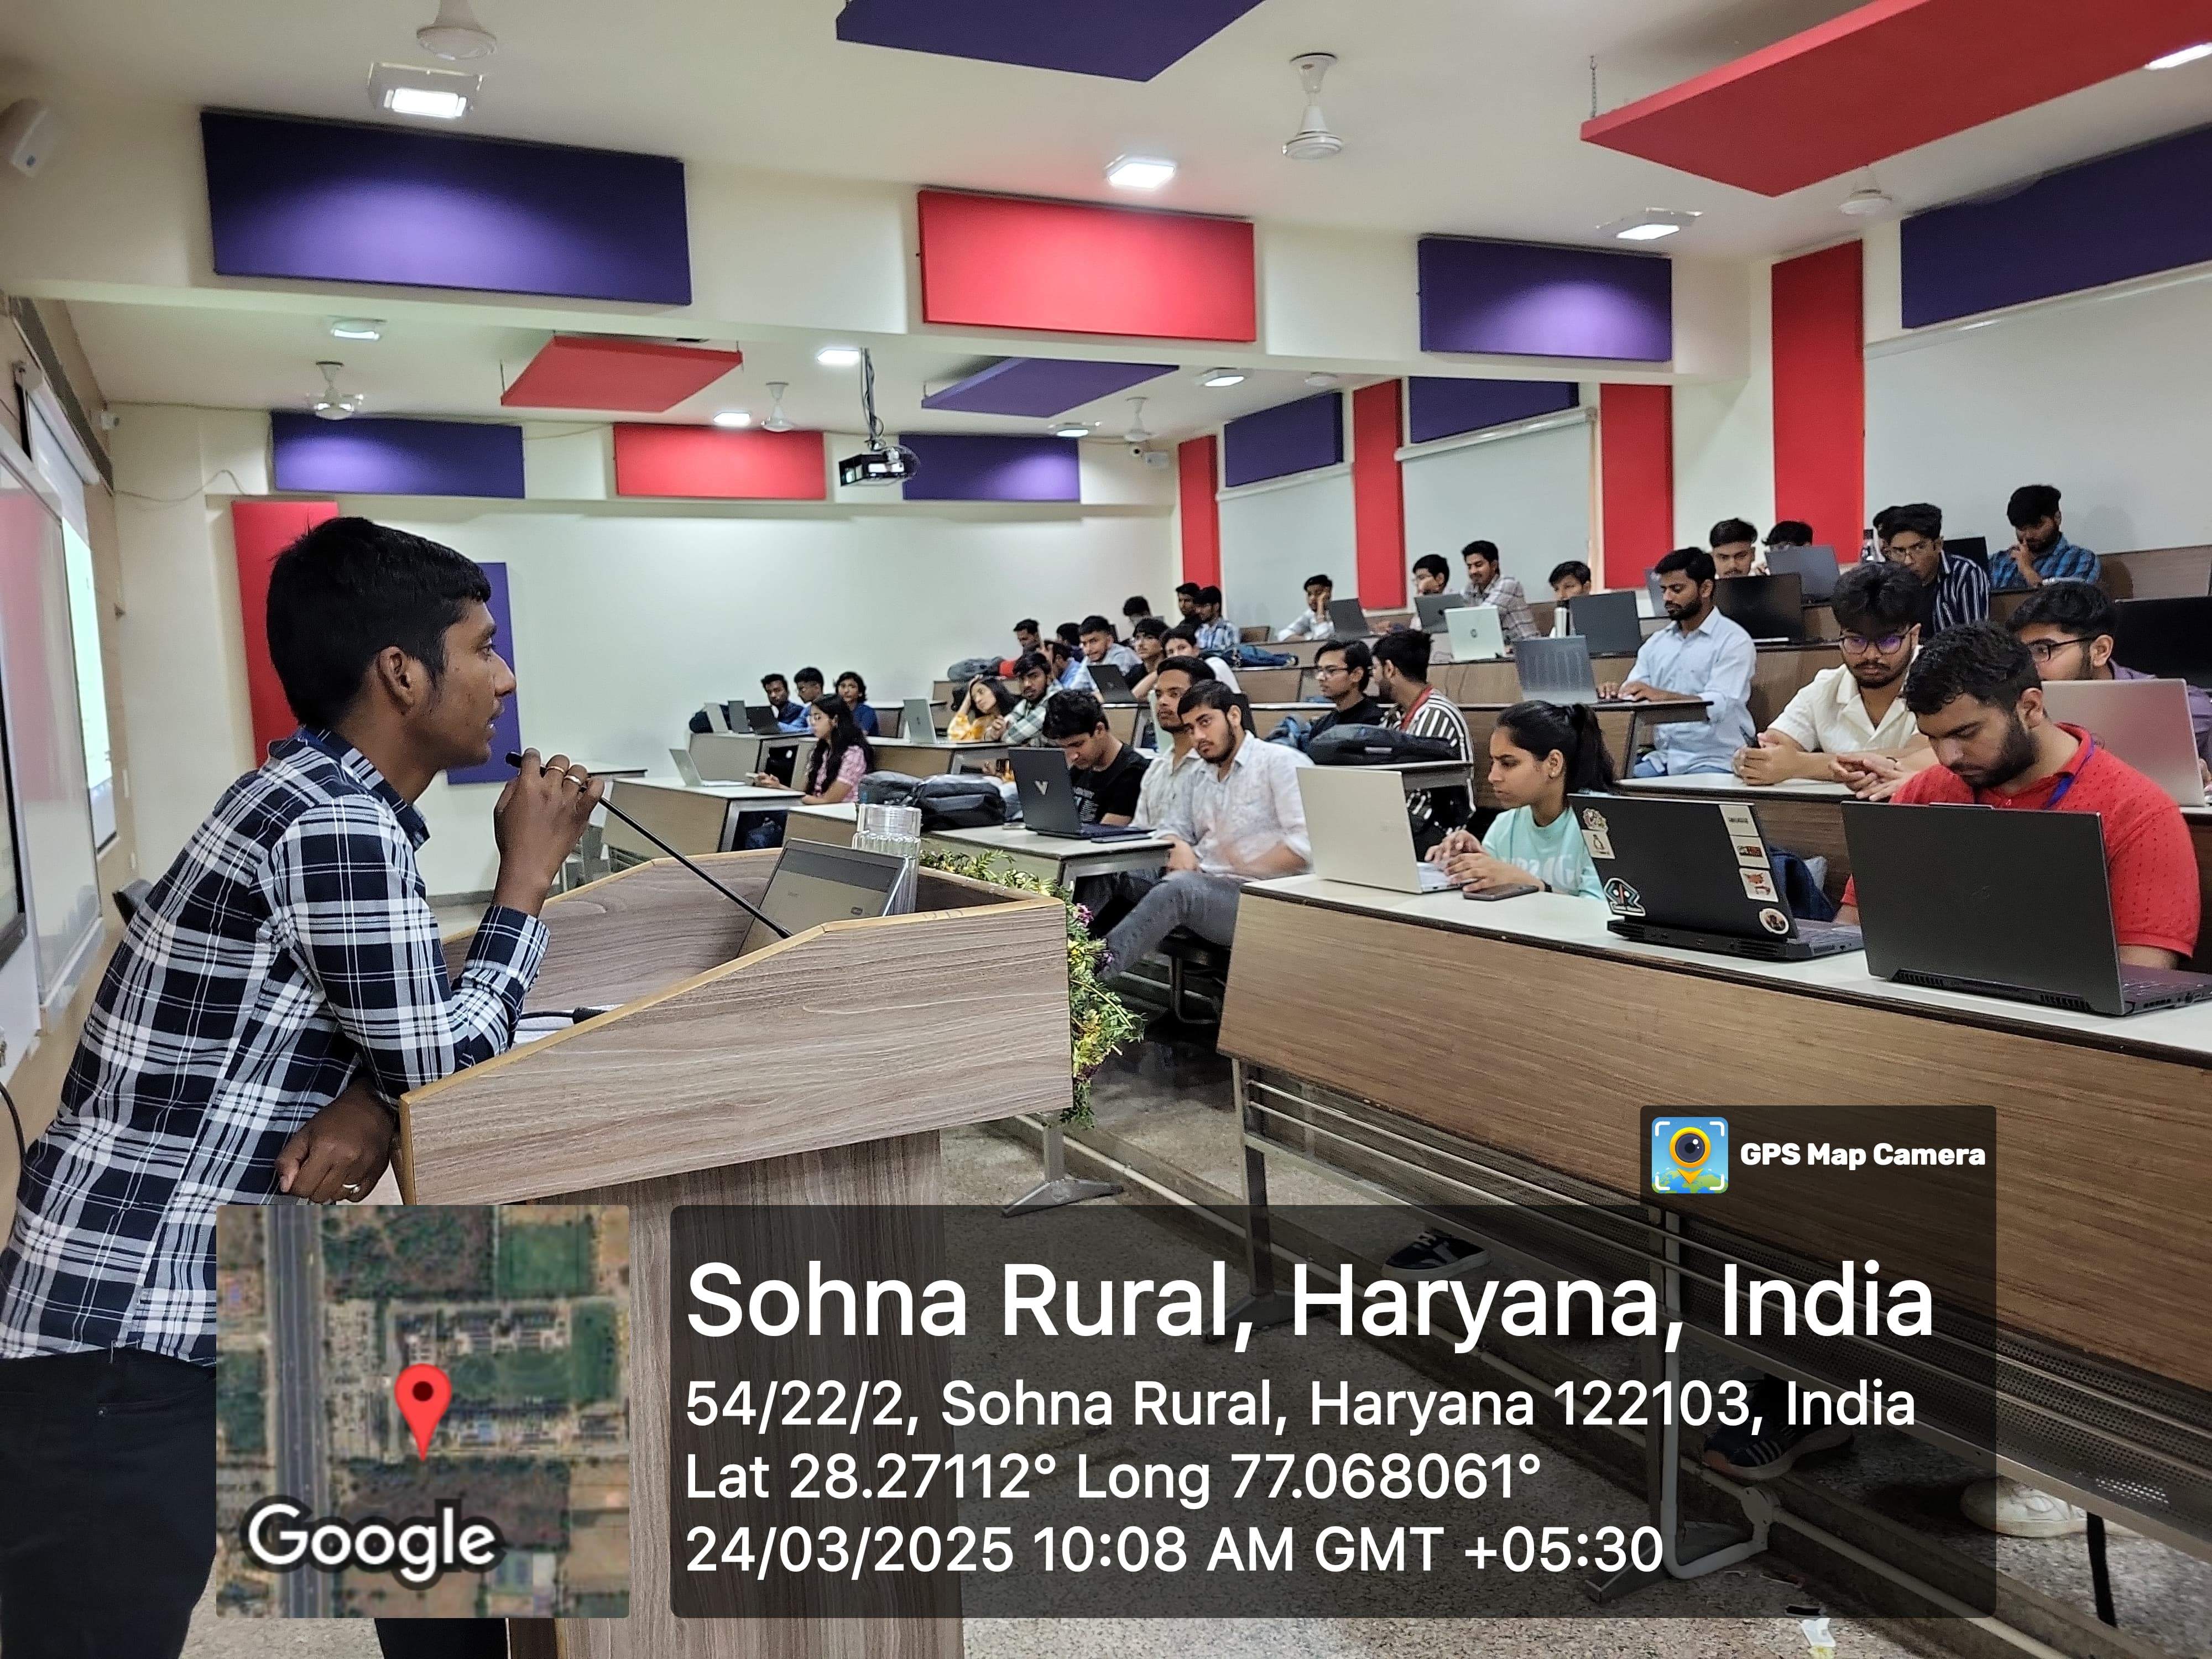 GPS Map Camera
Sohna Rural, Haryana, India
54/22/2, Sohna Rural, Haryana 122103, India
Lat 28.27112° Long 77.068061°
24/03/2025 10:08 AM GMT +05:30
Google